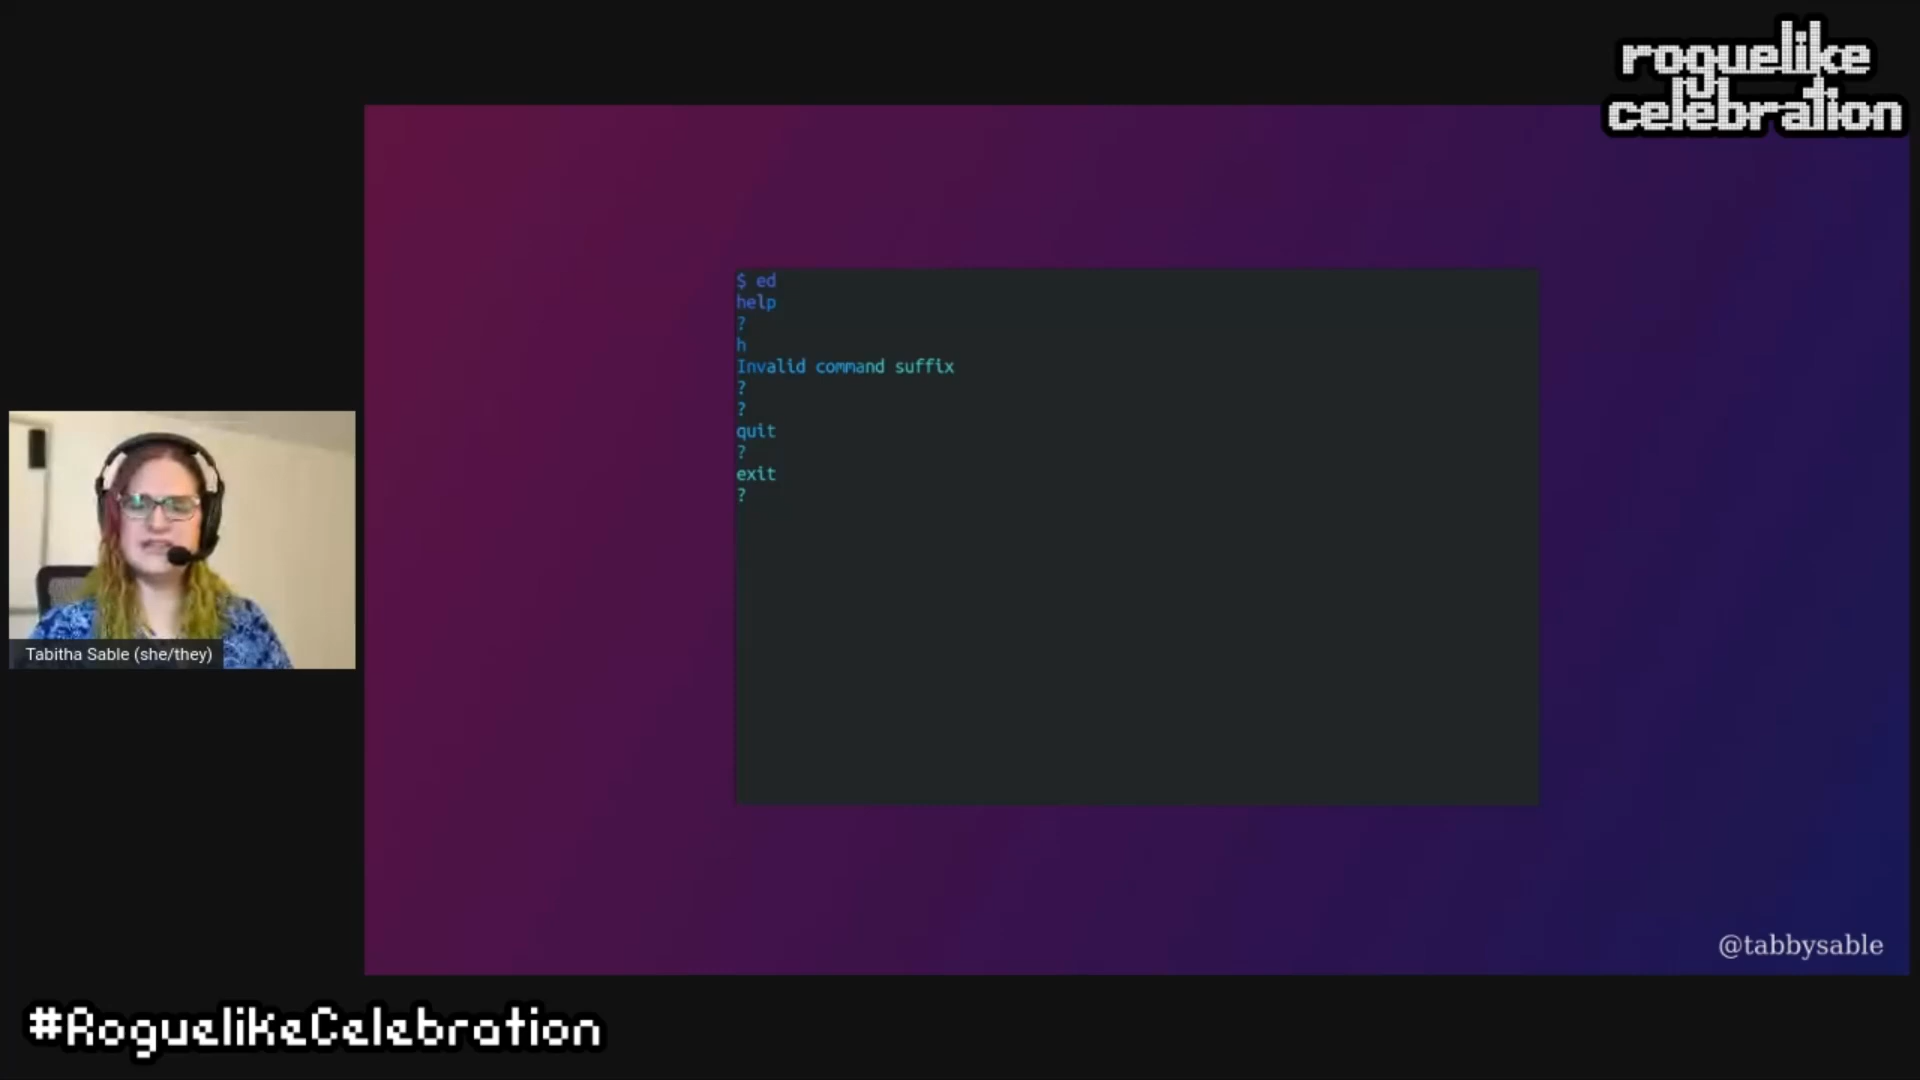 roguelike
celebration
$ ed
help
?
h
Invalid command suffix
?
?
quit
?
exit
?
Tabitha Sable (she/they)
@tabbysable
#RoguelikeCelebration